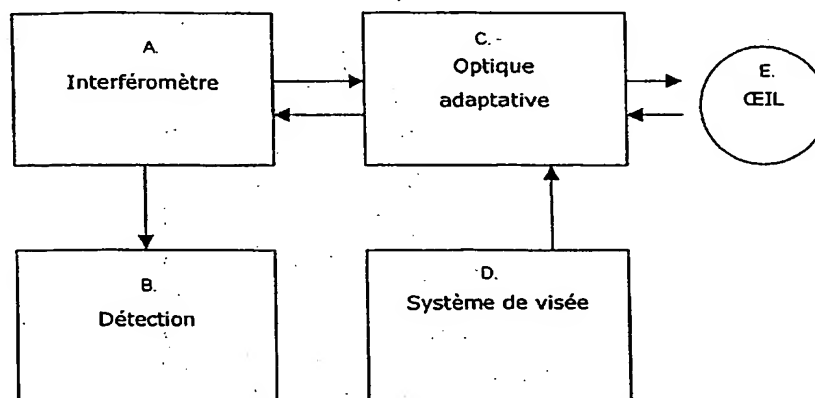 A.
Interféromètre
C.
Optique
adaptative
E.
ŒIL
B.
Détection
D.
Système de visée